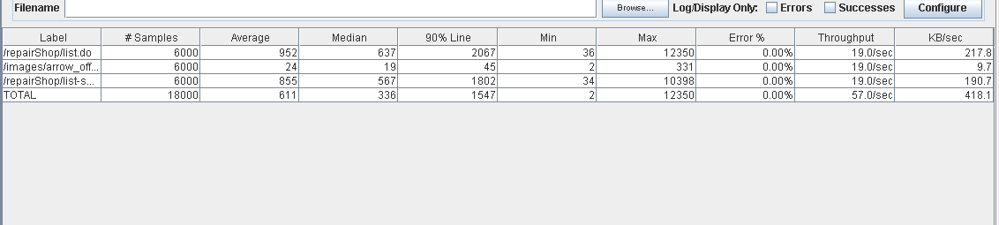 Filename Browse... Log/Display Only: Errors Successes Configure
Label # Samples Average Median 90% Line Min Max Error % Throughput KB/sec
/repairShop/list.do 6000 952 637 2067 36 12350 0.00% 19.0/sec 217.8
/images/arrow_off... 6000 24 19 45 2 331 0.00% 19.0/sec 9.7
/repairShop/list-s... 6000 855 567 1802 34 10398 0.00% 19.0/sec 190.7
TOTAL 18000 611 336 1547 2 12350 0.00% 57.0/sec 418.1